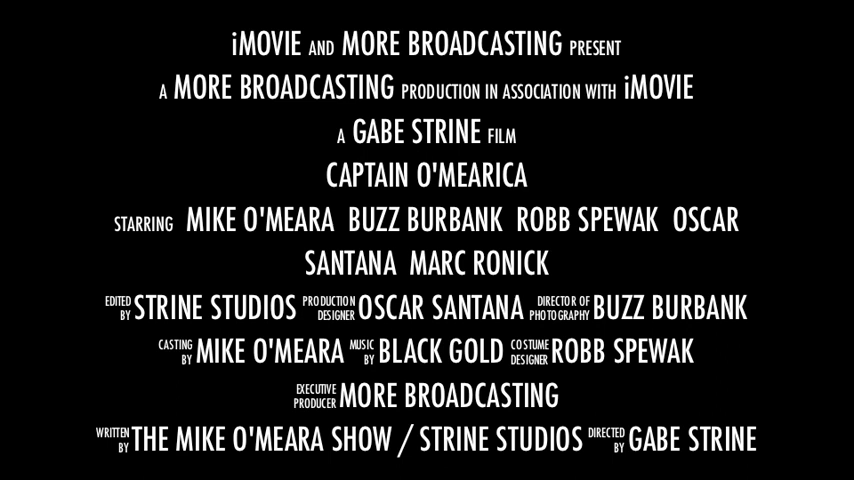 iMOVIE AND MORE BROADCASTING PRESENT
A MORE BROADCASTING PRODUCTION IN ASSOCIATION WITH iMOVIE
A GABE STRINE FILM
CAPTAIN O'MEARICA
STARRING MIKE O'MEARA BUZZ BURBANK ROBB SPEWAK OSCAR
SANTANA MARC RONICK
EDITED BY STRINE STUDIOS PRODUCTION DESIGNER OSCAR SANTANA DIRECTOR OF PHOTOGRAPHY BUZZ BURBANK
CASTING BY MIKE O'MEARA MUSIC BY BLACK GOLD COSTUME DESIGNER ROBB SPEWAK
EXECUTIVE PRODUCER MORE BROADCASTING
WRITTEN BY THE MIKE O'MEARA SHOW / STRINE STUDIOS DIRECTED BY GABE STRINE